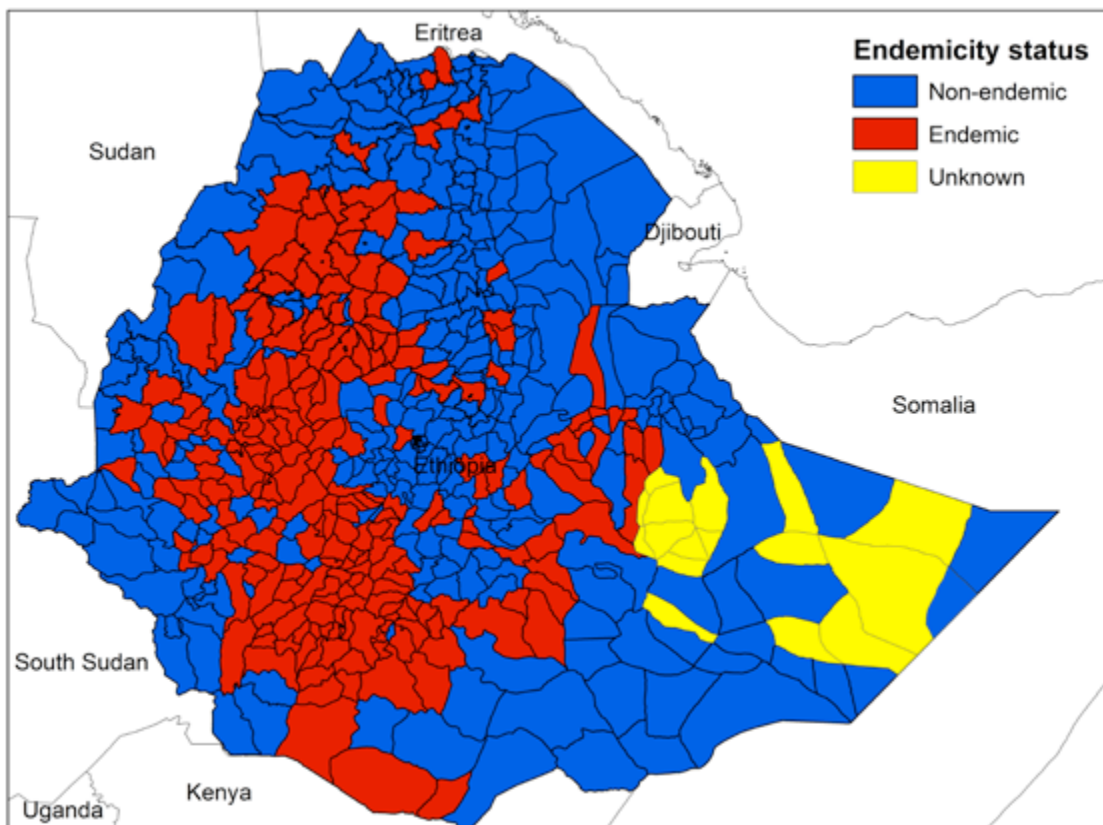 Eritrea
Endemicity status
Non-endemic
Endemic
Unknown
Sudan
Djibouti
Somalia
Ethiopia
South Sudan
Kenya
Uganda